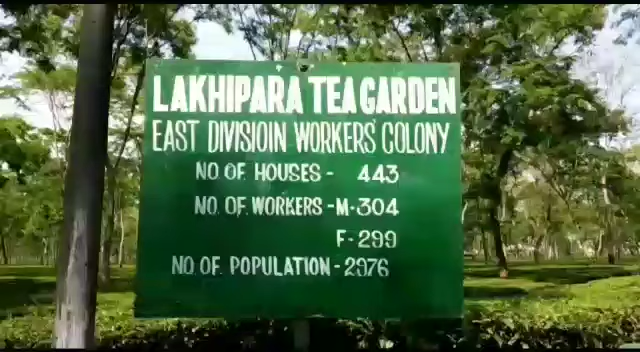 LAKHIPARA TEA GARDEN
EAST DIVISIOIN WORKERS' COLONY
NO OF. HOUSES - 443
NO. OF. WORKERS - M-304
F- 299
NO. OF. POPULATION - 2976